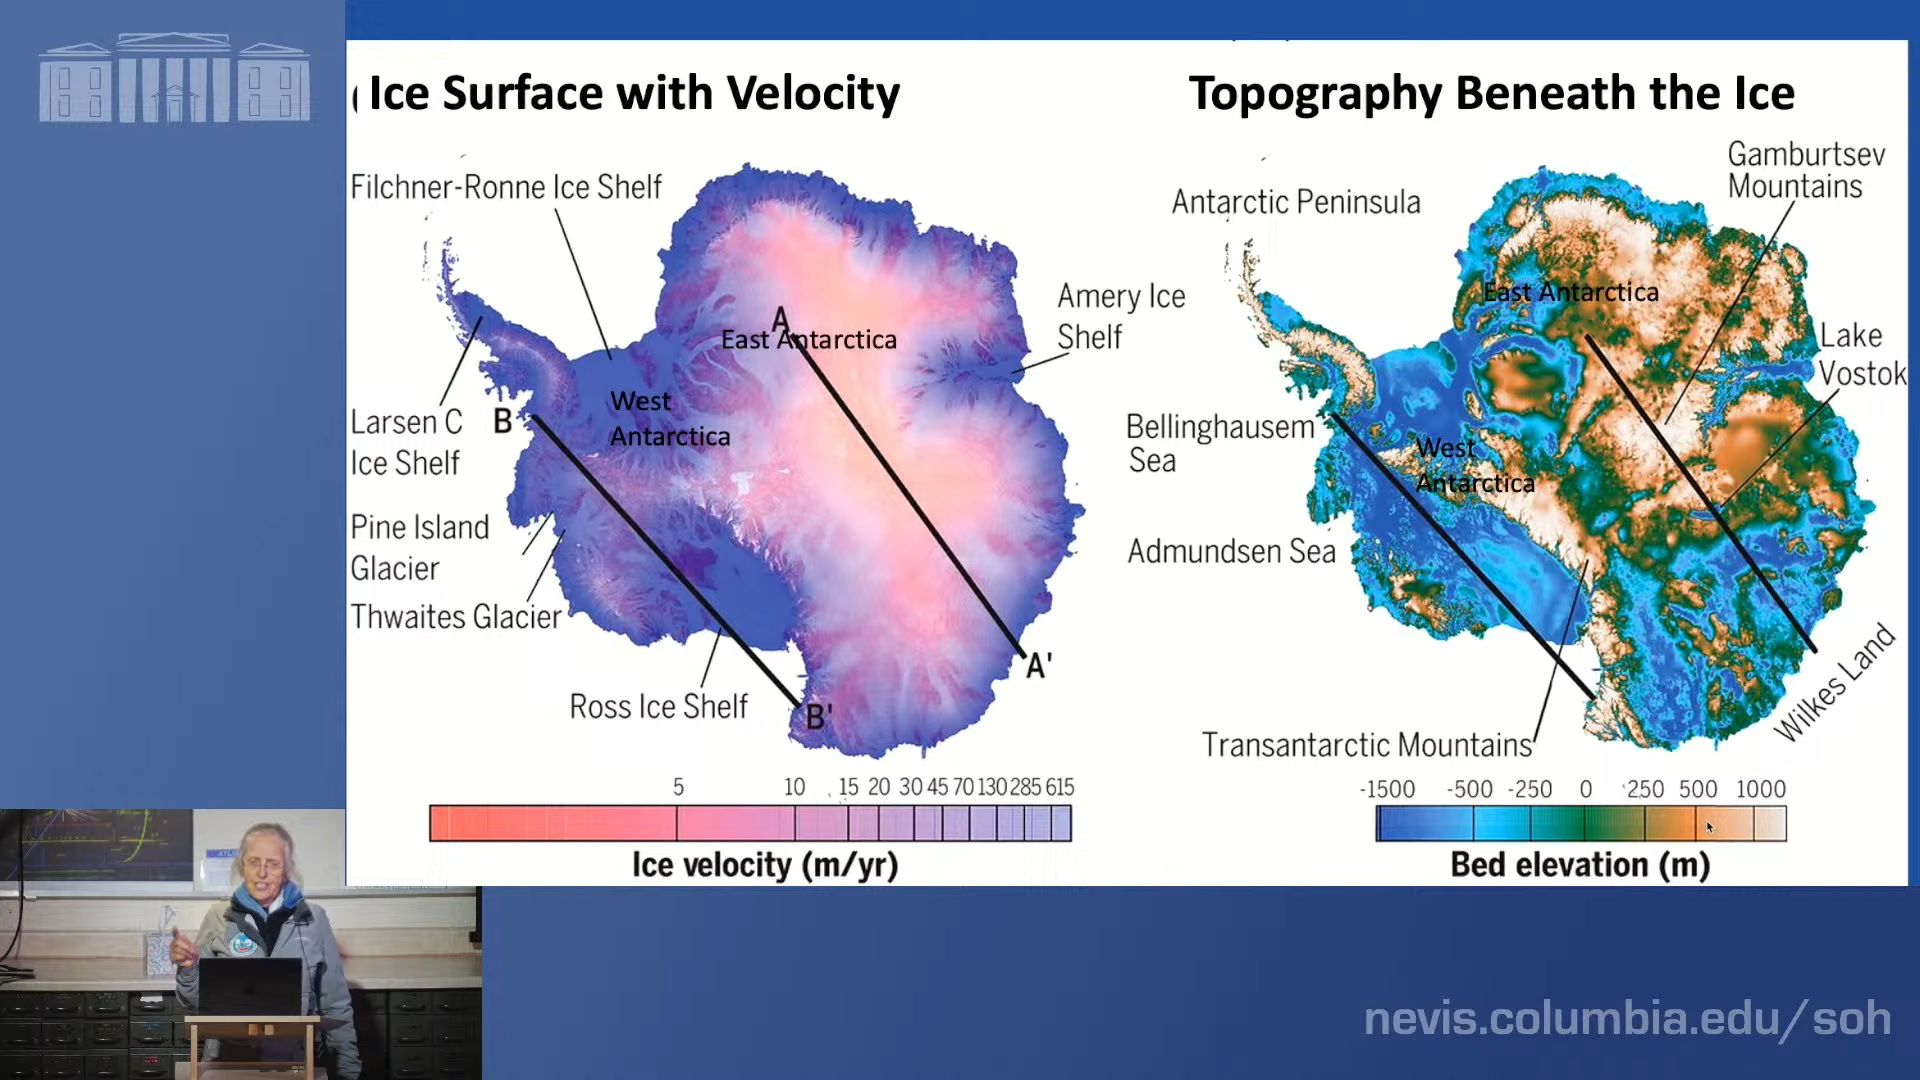 Ice Surface with Velocity
Filchner-Ronne Ice Shelf
A
East Antarctica
West
Antarctica
Amery Ice
Shelf
Larsen C
Ice Shelf
B
Pine Island
Glacier
Thwaites Glacier
Ross Ice Shelf
A'
B'
5 10 15 20 30 45 70 130 285 615
Ice velocity (m/yr)
Topography Beneath the Ice
Antarctic Peninsula
Gamburtsev
Mountains
East Antarctica
Lake
Vostok
Bellinghausem
Sea
West
Antarctica
Admundsen Sea
Transantarctic Mountains
Wilkes Land
-1500 -500 -250 0 250 500 1000
Bed elevation (m)
nevis.columbia.edu/soh